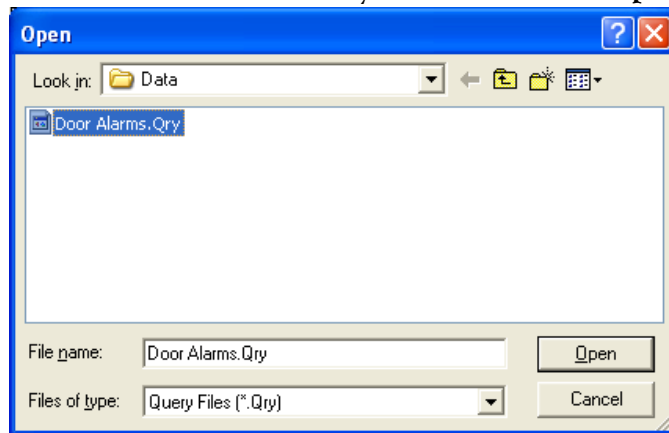 Open
Look in: Data
Door Alarms.Qry
File name: Door Alarms.Qry Open
Files of type: Query Files (*.Qry) Cancel